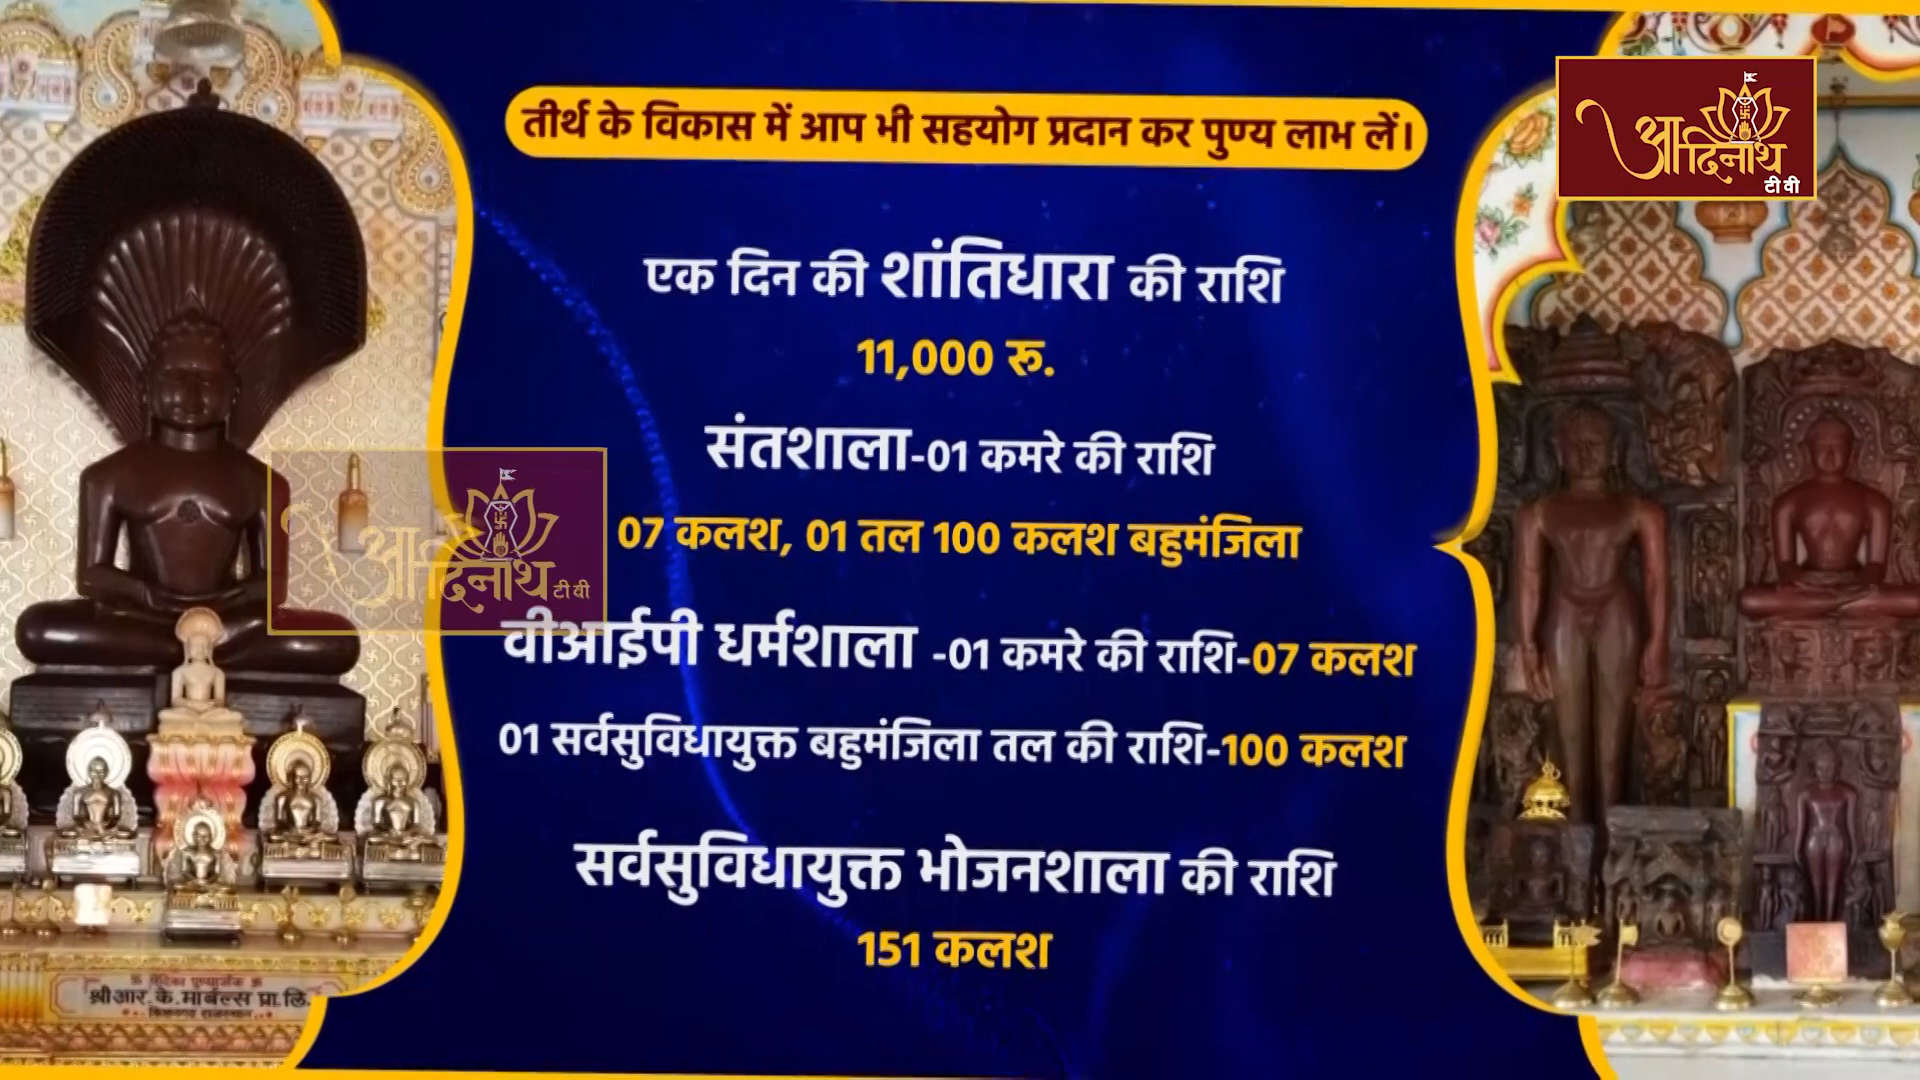 तीर्थ के विकास में आप भी सहयोग प्रदान कर पुण्य लाभ लें।
आदिनाथ
टी वी
एक दिन की शांतिधारा की राशि
11,000 रू.
संतशाला-01 कमरे की राशि
07 कलश, 01 तल 100 कलश बहुमंजिला
आदिनाथ टी वी
वीआईपी धर्मशाला -01 कमरे की राशि-07 कलश
01 सर्वसुविधायुक्त बहुमंजिला तल की राशि-100 कलश
सर्वसुविधायुक्त भोजनशाला की राशि
151 कलश
श्री आर. के. मार्बल्स प्रा. लि.